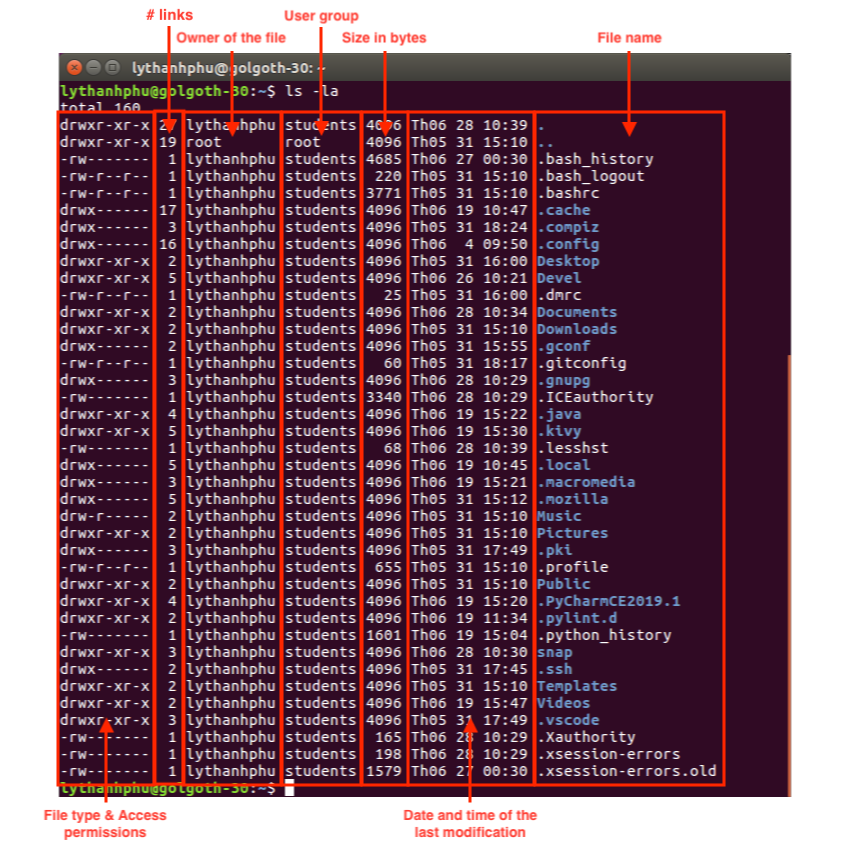 # links
User group
Owner of the file
Size in bytes
File name
lythanhphu@golgoth-30: ~
lythanhphu@golgoth-30:~$ ls -la
total 160
drwxr-xr-x lythanhphu students 4096 Th06 28 10:39 .
drwxr-xr-x 19 root root 4096 Th05 31 15:10 ..
-rw------- 1 lythanhphu students 4685 Th06 27 00:30 .bash_history
-rw-r--r-- 1 lythanhphu students 220 Th05 31 15:10 .bash_logout
-rw-r--r-- 1 lythanhphu students 3771 Th05 31 15:10 .bashrc
drwx------ 17 lythanhphu students 4096 Th06 19 10:47 .cache
drwx------ 3 lythanhphu students 4096 Th05 31 18:24 .compiz
drwx------ 16 lythanhphu students 4096 Th06 4 09:50 .config
drwxr-xr-x 2 lythanhphu students 4096 Th05 31 16:00 Desktop
drwxr-xr-x 5 lythanhphu students 4096 Th06 26 10:21 Devel
-rw-r--r-- 1 lythanhphu students 25 Th05 31 16:00 .dmrc
drwxr-xr-x 2 lythanhphu students 4096 Th06 28 10:34 Documents
drwxr-xr-x 2 lythanhphu students 4096 Th05 31 15:10 Downloads
drwx------ 2 lythanhphu students 4096 Th05 31 15:55 .gconf
-rw-r--r-- 1 lythanhphu students 60 Th05 31 18:17 .gitconfig
drwx------ 3 lythanhphu students 4096 Th06 28 10:29 .gnupg
-rw------- 1 lythanhphu students 3340 Th06 28 10:29 .ICEauthority
drwxr-xr-x 4 lythanhphu students 4096 Th06 19 15:22 .java
drwxr-xr-x 5 lythanhphu students 4096 Th06 19 15:30 .kivy
-rw------- 1 lythanhphu students 68 Th06 28 10:39 .lesshst
drwx------ 5 lythanhphu students 4096 Th06 19 10:45 .local
drwx------ 3 lythanhphu students 4096 Th06 19 15:21 .macromedia
drwx------ 5 lythanhphu students 4096 Th05 31 15:12 .mozilla
drw-r----- 2 lythanhphu students 4096 Th05 31 15:10 Music
drwxr-xr-x 2 lythanhphu students 4096 Th05 31 15:10 Pictures
drwx------ 3 lythanhphu students 4096 Th05 31 17:49 .pki
-rw-r--r-- 1 lythanhphu students 655 Th05 31 15:10 .profile
drwxr-xr-x 2 lythanhphu students 4096 Th05 31 15:10 Public
drwxr-xr-x 4 lythanhphu students 4096 Th06 19 15:20 .PyCharmCE2019.1
drwxr-xr-x 2 lythanhphu students 4096 Th06 19 11:34 .pylint.d
-rw------- 1 lythanhphu students 1601 Th06 19 15:04 .python_history
drwxr-xr-x 3 lythanhphu students 4096 Th06 28 10:30 snap
drwx------ 2 lythanhphu students 4096 Th05 31 17:45 .ssh
drwxr-xr-x 2 lythanhphu students 4096 Th05 31 15:10 Templates
drwxr-xr-x 2 lythanhphu students 4096 Th06 19 15:47 Videos
drwxr-xr-x 3 lythanhphu students 4096 Th05 31 17:49 .vscode
-rw------- 1 lythanhphu students 165 Th06 28 10:29 .Xauthority
-rw------- 1 lythanhphu students 198 Th06 28 10:29 .xsession-errors
-rw------- 1 lythanhphu students 1579 Th06 27 00:30 .xsession-errors.old
lythanhphu@golgoth-30:~$
File type & Access
permissions
Date and time of the
last modification